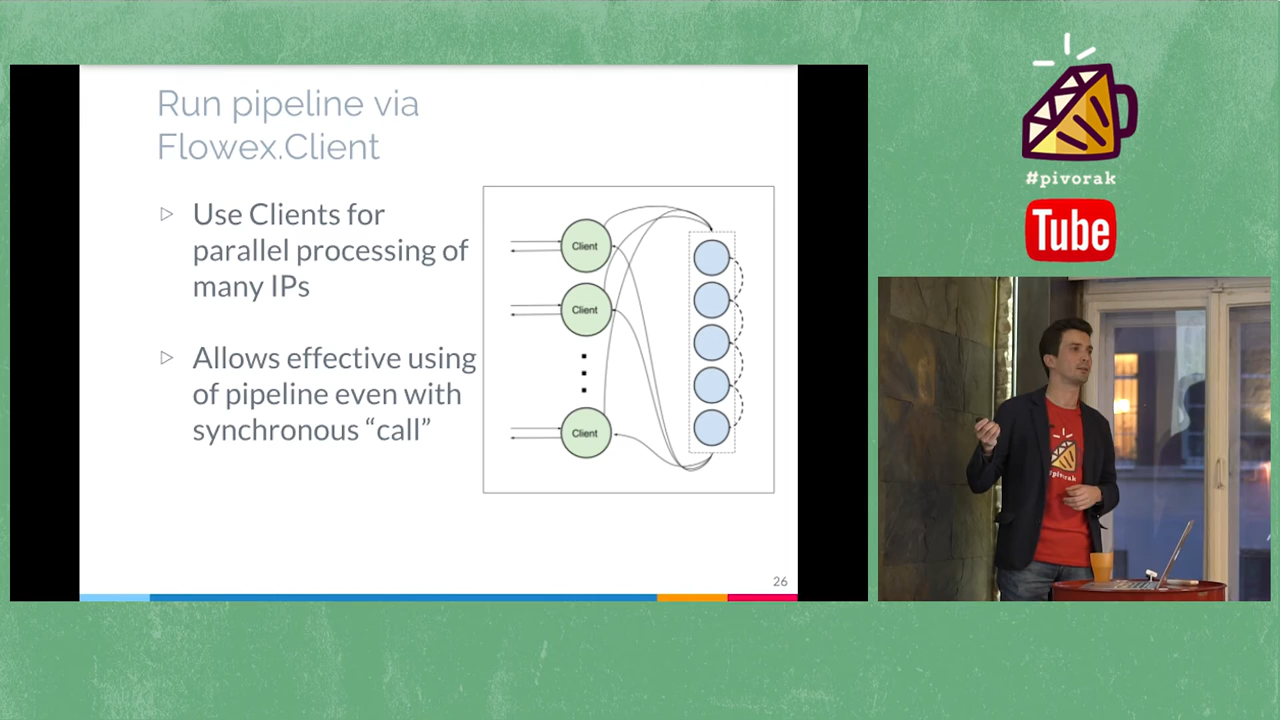 Run pipeline via
Flowex.Client
▷ Use Clients for
parallel processing of
many IPs
▷ Allows effective using
of pipeline even with
synchronous “call”
Client
Client
Client
26
#pivorak
Tube
#pivorak